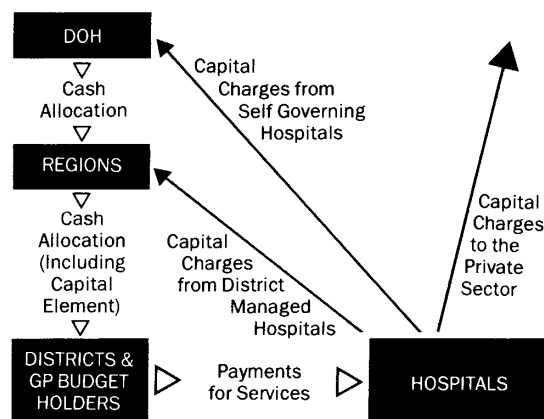 DOH
Cash
Allocation
REGIONS
Cash
Allocation
(Including
Capital
Element)
DISTRICTS &
GP BUDGET
HOLDERS
Payments
for Services
HOSPITALS
Capital
Charges from
Self Governing
Hospitals
Capital
Charges
from District
Managed
Hospitals
Capital
Charges
to the
Private
Sector